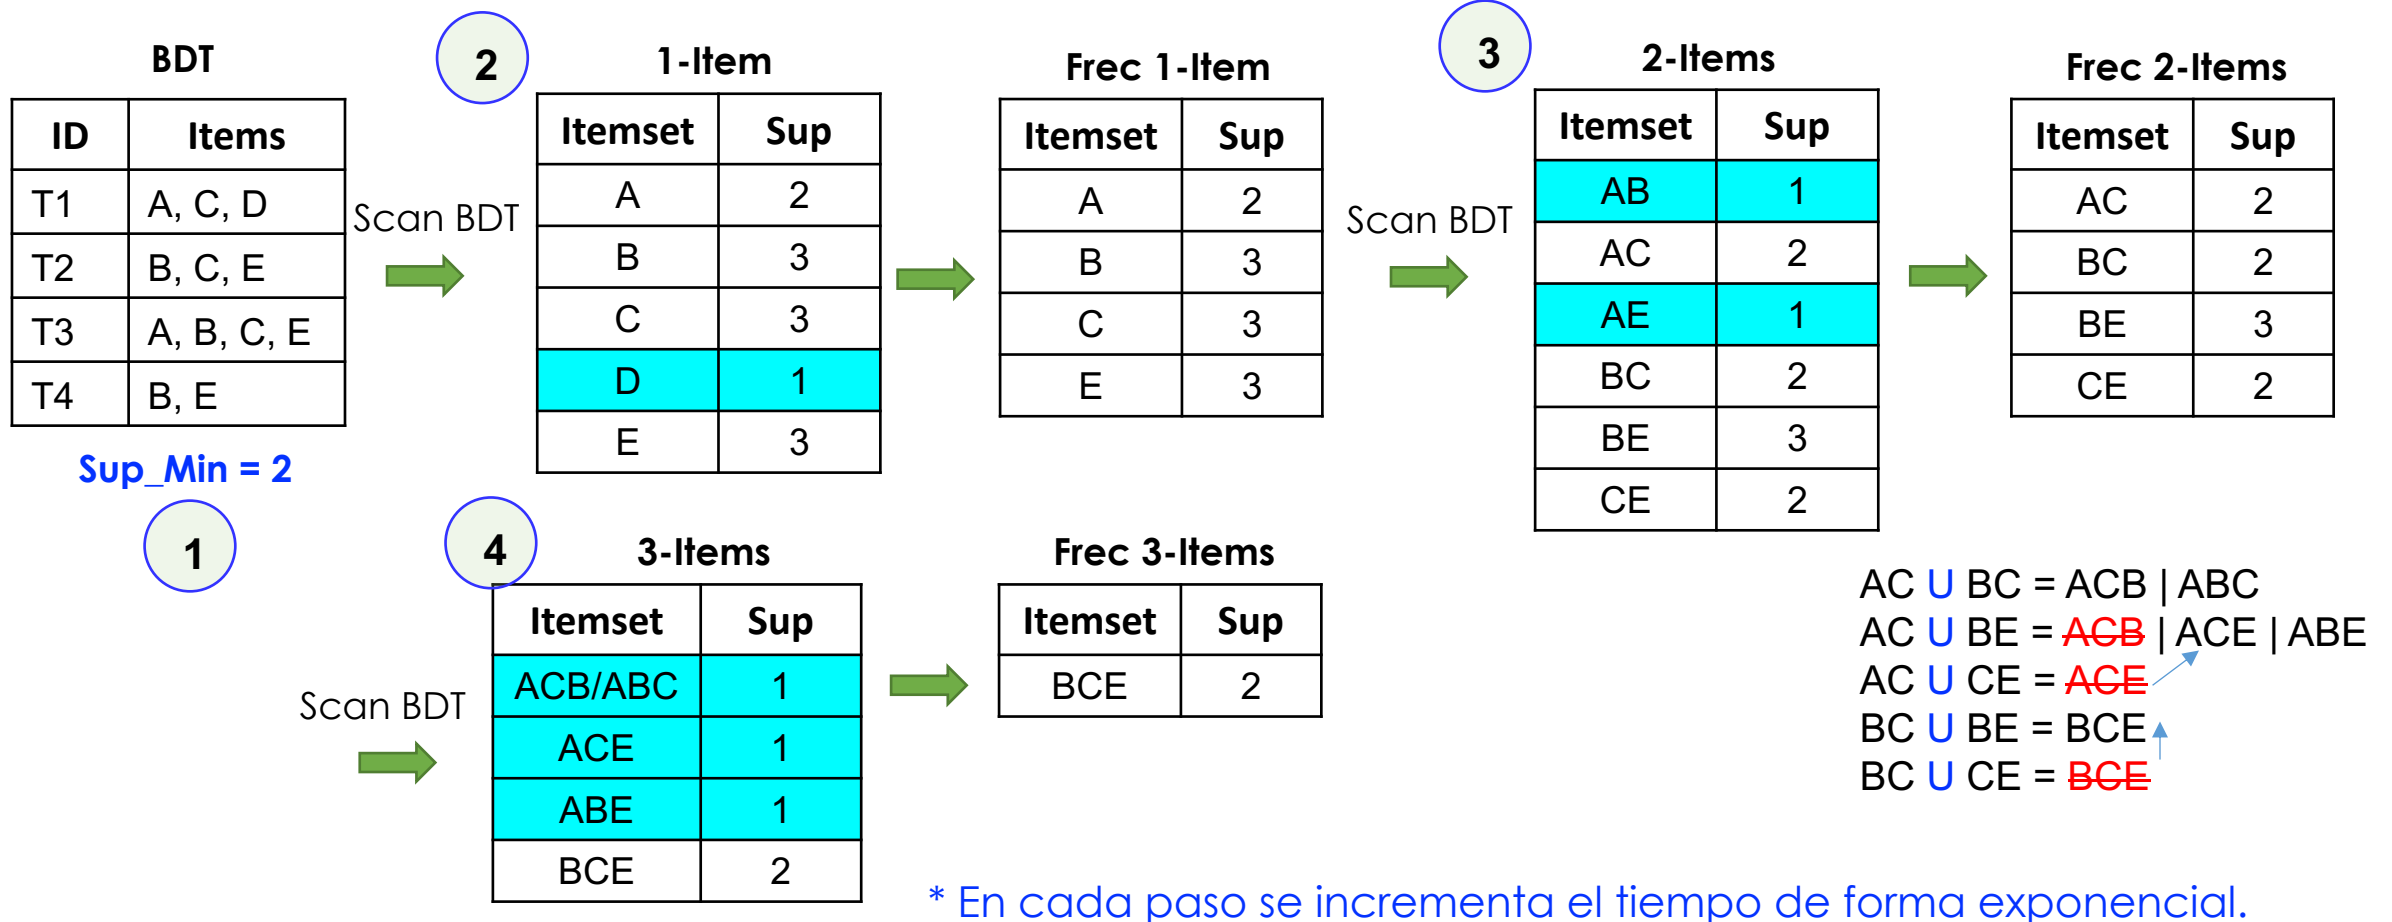 BDT
ID Items
T1 A, C, D
T2 B, C, E
T3 A, B, C, E
T4 B, E
Sup_Min = 2
1
Scan BDT
2
1-Item
Itemset Sup
A 2
B 3
C 3
D 1
E 3
Frec 1-Item
Itemset Sup
A 2
B 3
C 3
E 3
Scan BDT
3
2-Items
Itemset Sup
AB 1
AC 2
AE 1
BC 2
BE 3
CE 2
Frec 2-Items
Itemset Sup
AC 2
BC 2
BE 3
CE 2
Scan BDT
4
3-Items
Itemset Sup
ACB/ABC 1
ACE 1
ABE 1
BCE 2
Frec 3-Items
Itemset Sup
BCE 2
AC U BC = ACB | ABC
AC U BE = ACB | ACE | ABE
AC U CE = ACE
BC U BE = BCE
BC U CE = BCE
* En cada paso se incrementa el tiempo de forma exponencial.